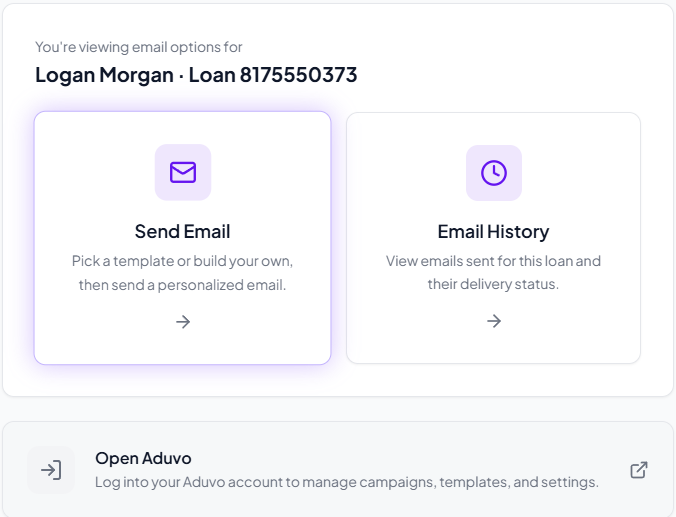 You're viewing email options for
Logan Morgan · Loan 8175550373
Send Email
Pick a template or build your own,
then send a personalized email.
Email History
View emails sent for this loan and
their delivery status.
Open Aduvo
Log into your Aduvo account to manage campaigns, templates, and settings.